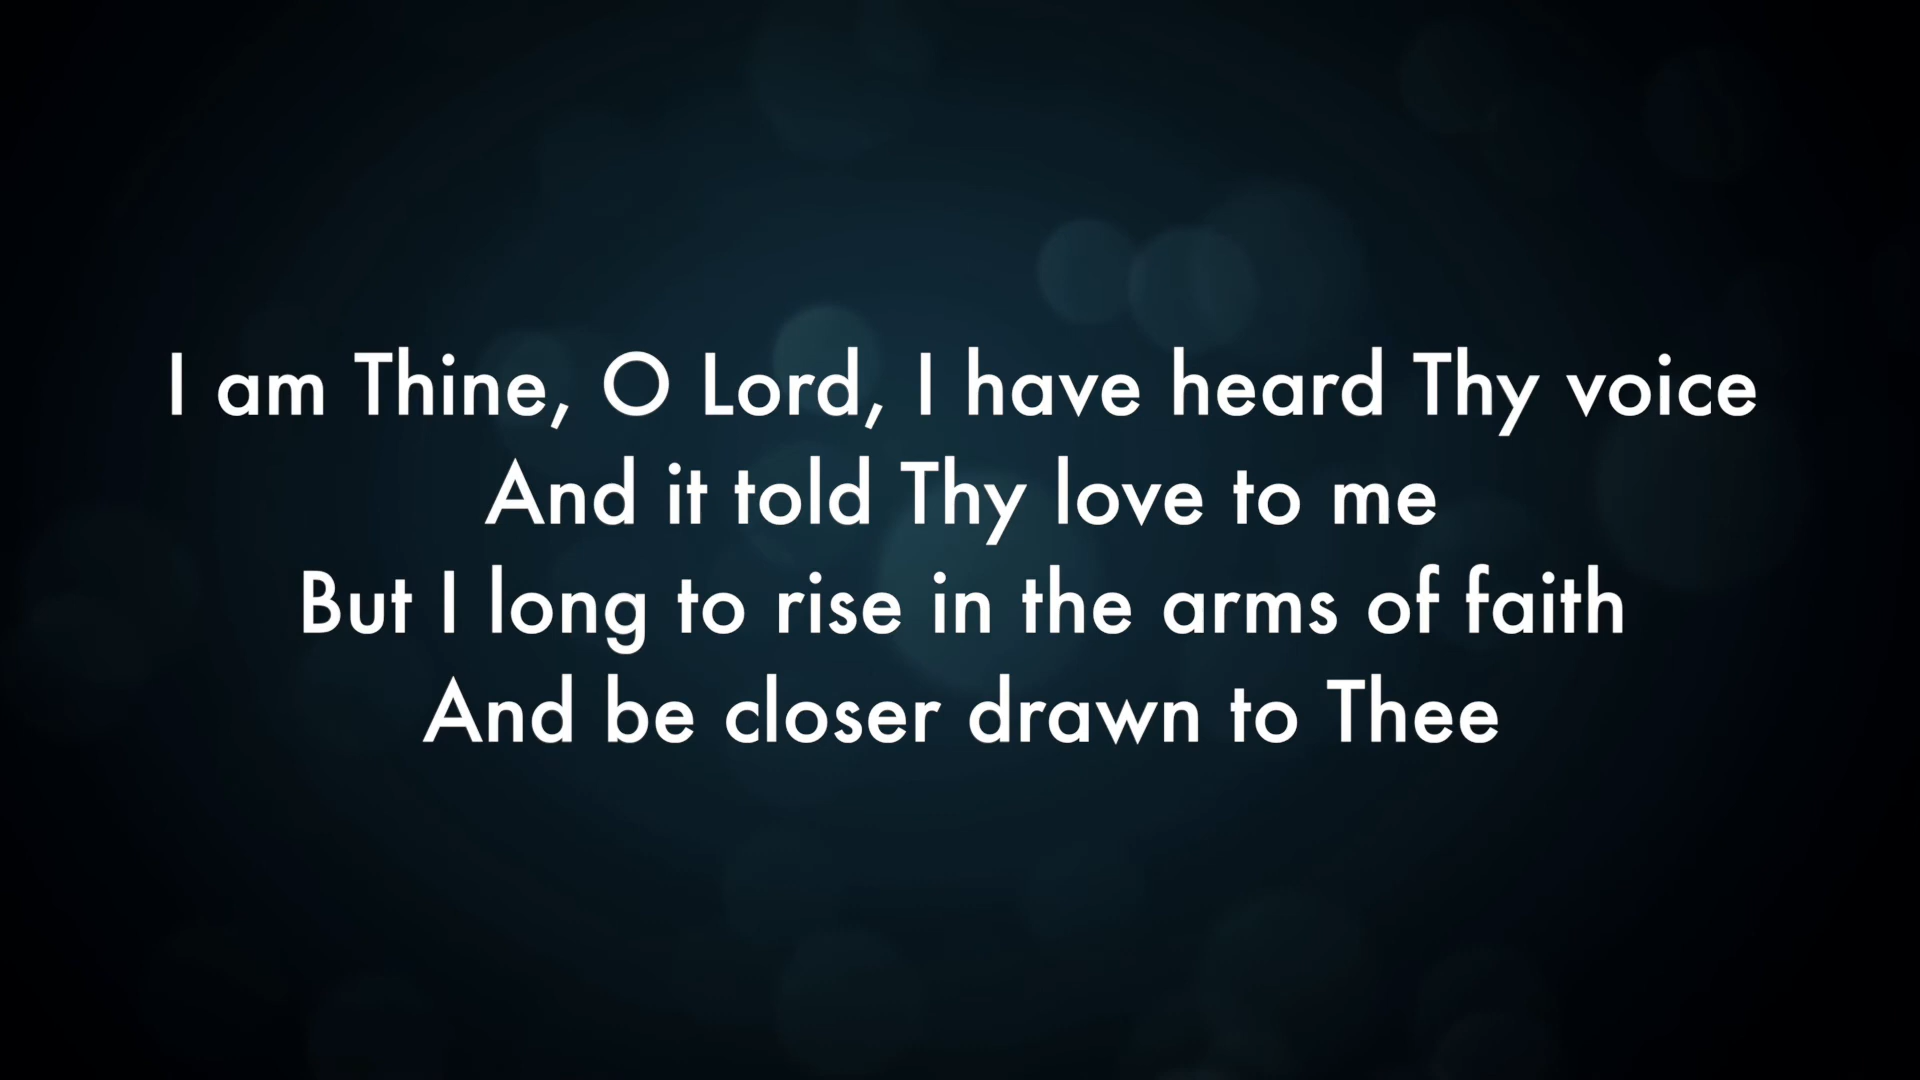 I am Thine, O Lord, I have heard Thy voice
And it told Thy love to me
But I long to rise in the arms of faith
And be closer drawn to Thee